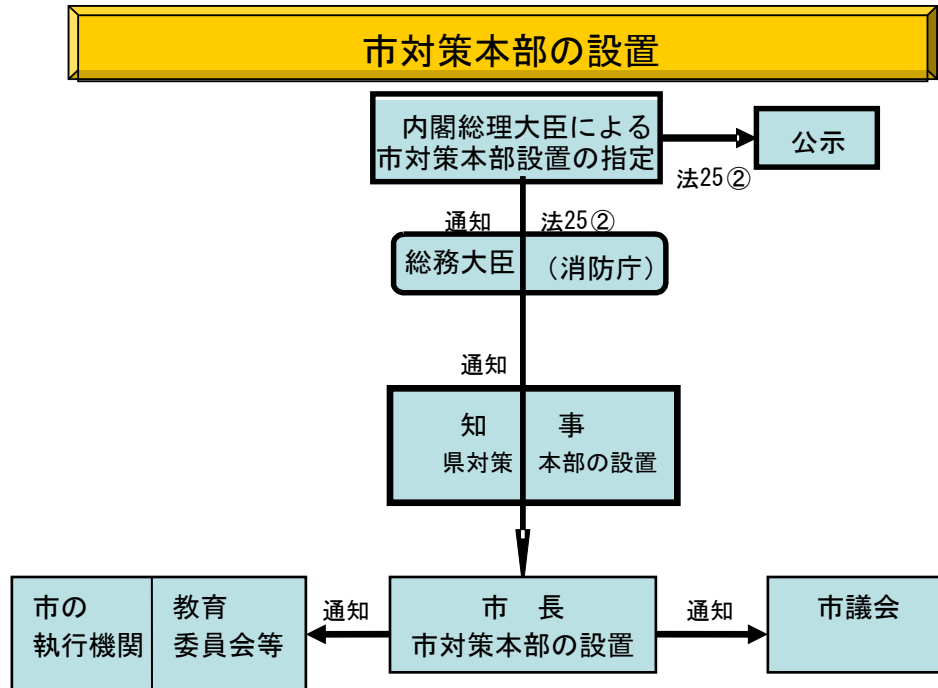 市対策本部の設置
内閣総理大臣による
市対策本部設置の指定
公示
法25②
通知 法25②
総務大臣 (消防庁)
通知
知 事
県対策 本部の設置
市の
執行機関
教育
委員会等
通知
市 長
市対策本部の設置
通知
市議会